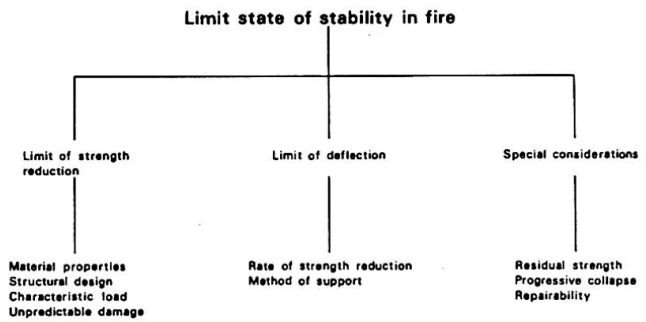 Limit state of stability in fire
Limit of strength
reduction
Limit of deflection
Special considerations
Material properties
Structural design
Characteristic load
Unpredictable damage
Rate of strength reduction
Method of support
Residual strength
Progressive collapse
Repairability